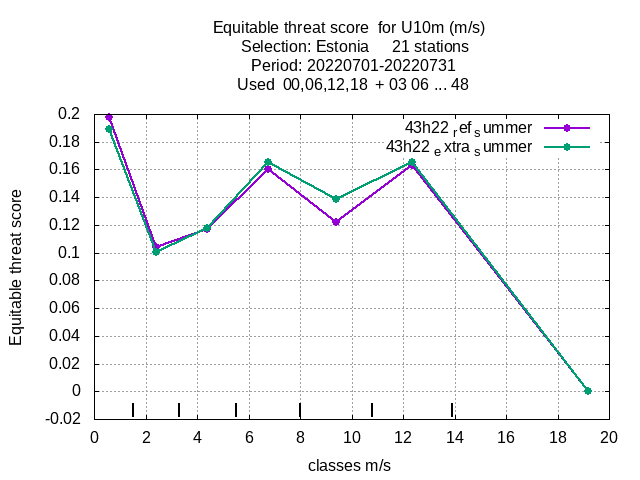 Equitable threat score for U10m (m/s)
Selection: Estonia 21 stations
Period: 20220701-20220731
Used 00,06,12,18 + 03 06 ... 48
43h22 ref summer
43h22 extra summer
Equitable threat score
0.2
0.18
0.16
0.14
0.12
0.1
0.08
0.06
0.04
0.02
0
-0.02
0 2 4 6 8 10 12 14 16 18 20
classes m/s